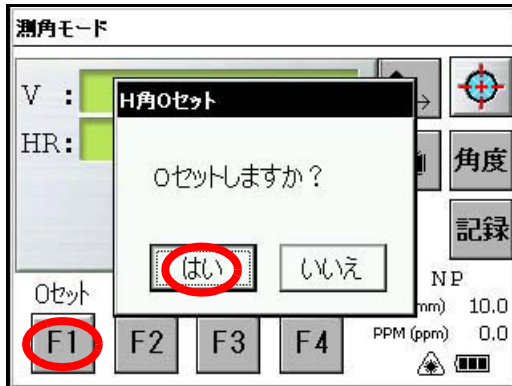 測角モード
V :
H角0セット
HR:
角度
0セットしますか？
記録
はい
いいえ
NP
0セット
mm) 10.0
F1
F2
F3
F4
PPM (ppm) 0.0